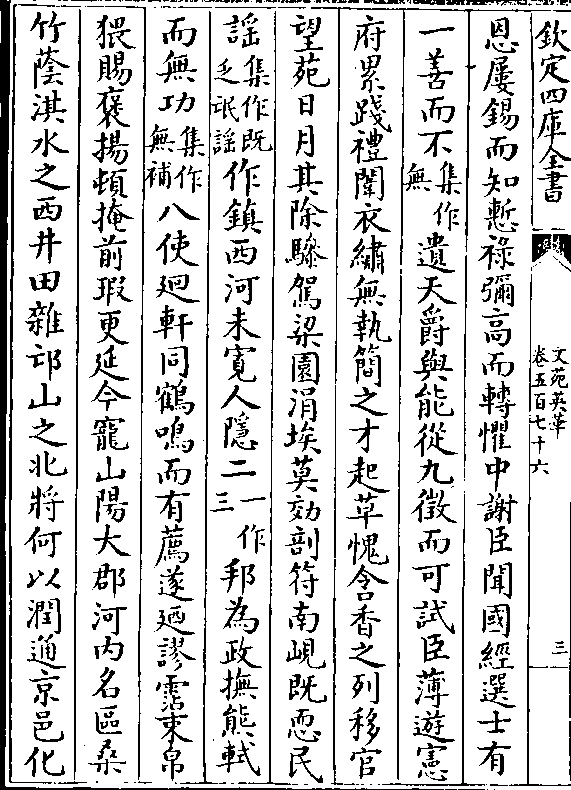 欽定四庫全書
文苑英華
卷五百七十六
三
恩屢錫而知慙祿彌高而轉懼中謝臣聞國經選士有
一善而不集作無遺天爵與能從九徵而可試臣薄遊憲
府累踐禮闈衣繡無執簡之才起草愧含香之列移官
望苑日月其除驂駕梁園涓埃莫効剖符南峴既恧民
謠集作既乏氓謠作鎮西河未寛人隱二一作三邦為政撫熊軾
而無功集作無補八使廻軒同鶴鳴而有薦遂廼謬霑束帛
猥賜褒揚頓掩前瑕更延今寵山陽大郡河内名區桑
竹蔭淇水之西井田雜邙山之北將何以潤通京邑化